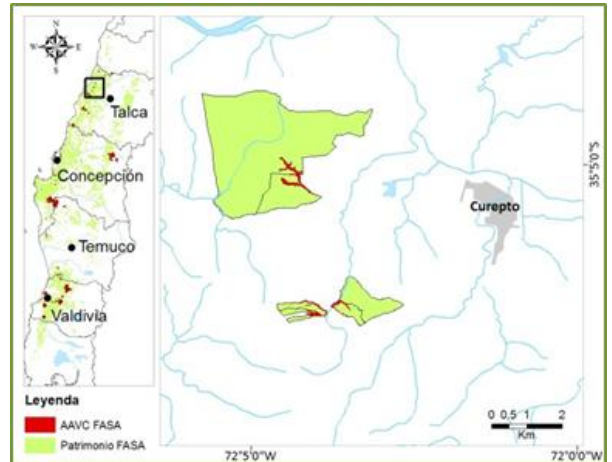 N
W E
S
Talca
Concepción
Temuco
Valdivia
Leyenda
AAVC FASA
Patrimonio FASA
Curepto
35°5'0"S
0 0,5 1 2
Km
72°5'0"W
72°0'0"W